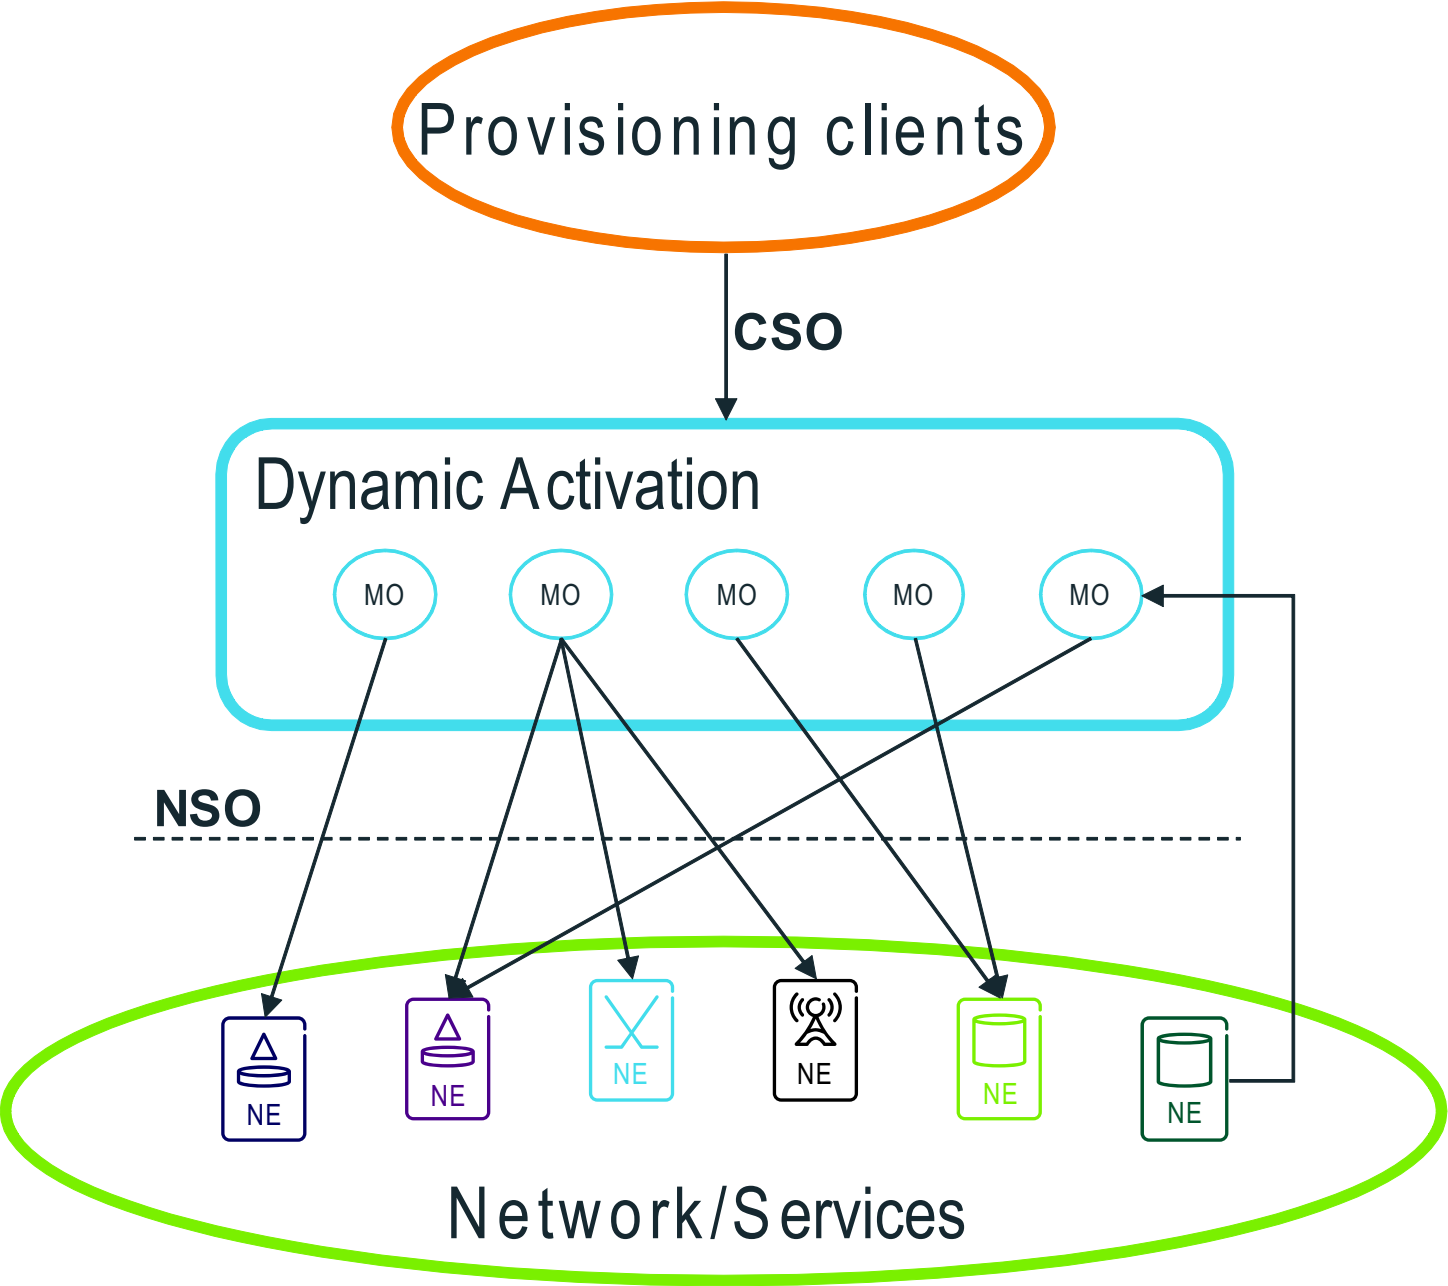 Provisioning clients
CSO
Dynamic Activation
MO MO MO MO MO
NSO
NE NE NE NE NE NE
Network/Services